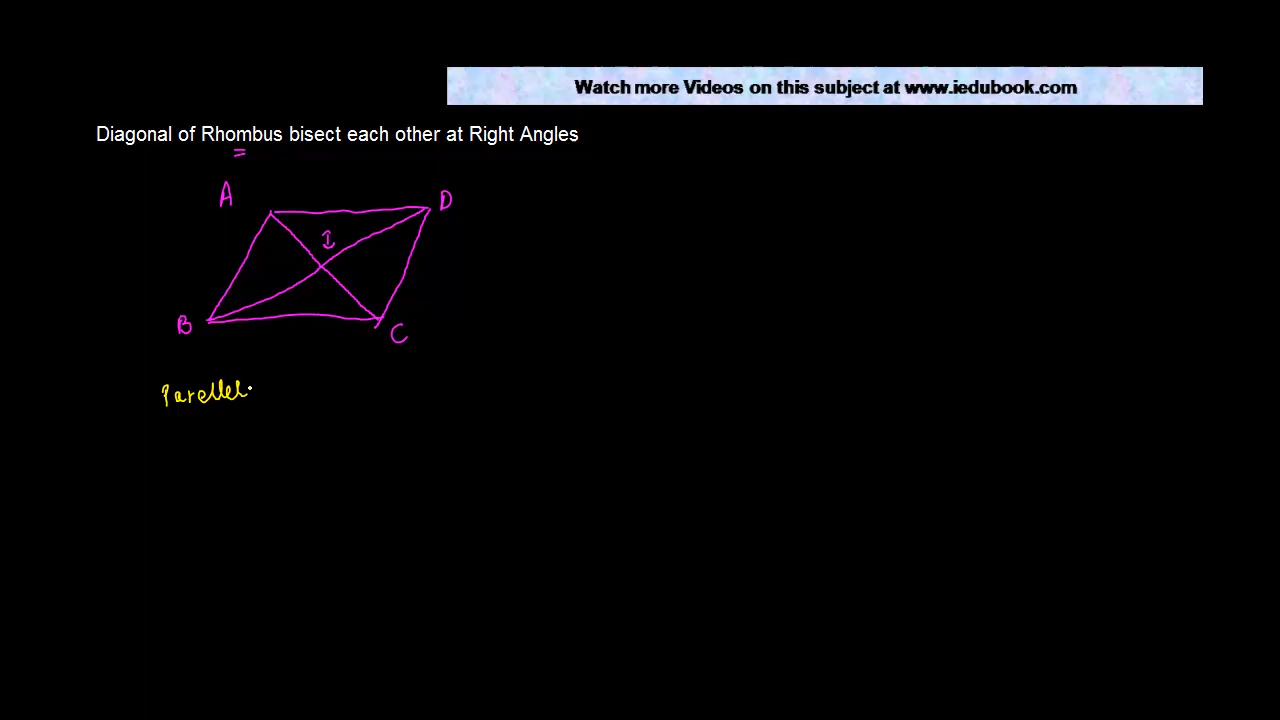 Watch more Videos on this subject at www.iedubook.com
Diagonal of Rhombus bisect each other at Right Angles
=
A
D
I
B
C
Parellel